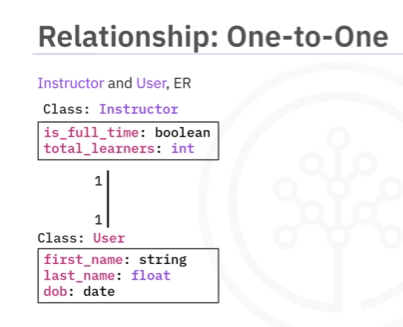 Relationship: One-to-One
Instructor and User, ER
Class: Instructor
is_full_time: boolean
total_learners: int
1
1
Class: User
first_name: string
last_name: float
dob: date